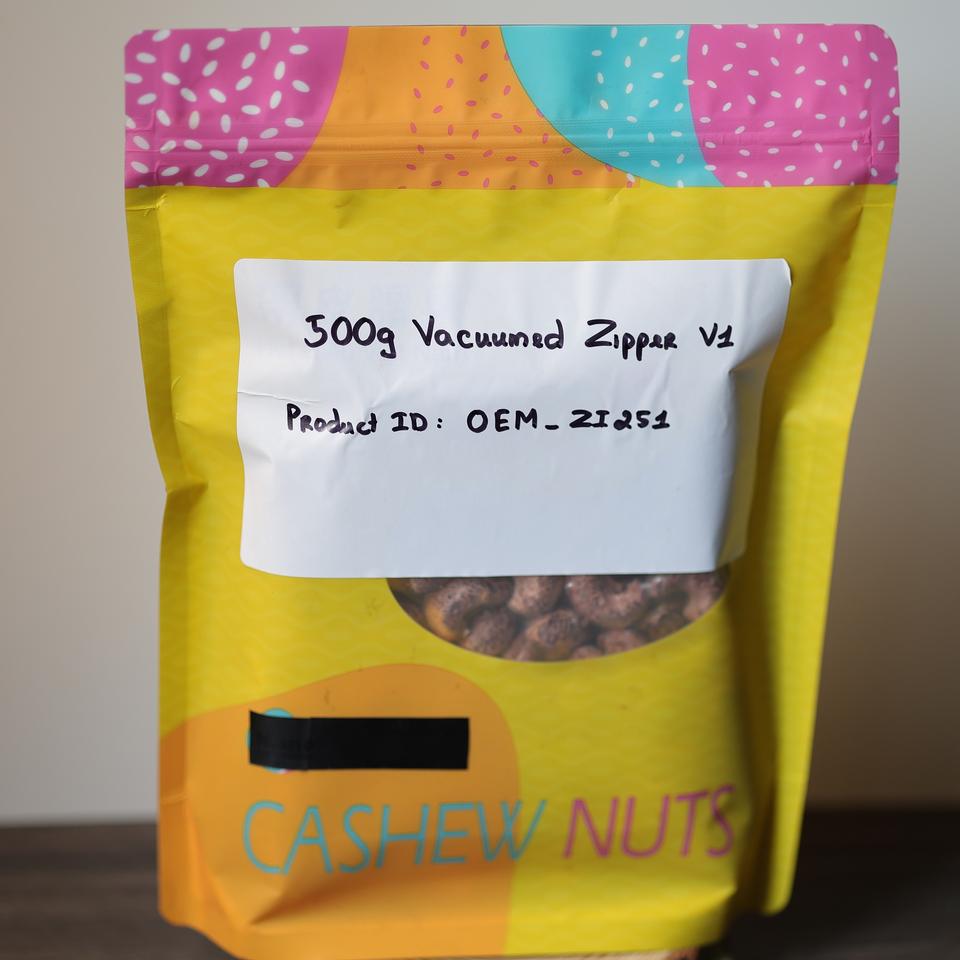 500g Vacuumed Zipper V1
Product ID: OEM_ZI251
CASHEW NUTS